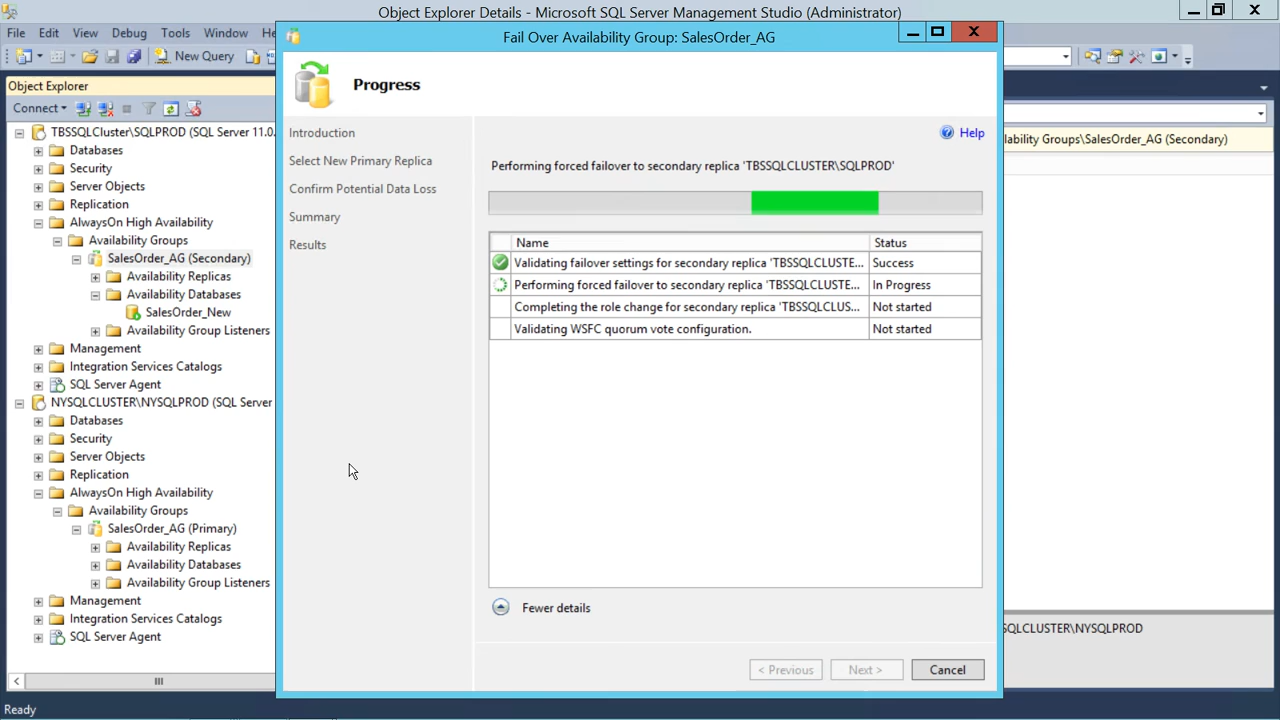 Object Explorer Details - Microsoft SQL Server Management Studio (Administrator)
File Edit View Debug Tools Window He
New Query
Fail Over Availability Group: SalesOrder_AG
Object Explorer
Connect
TBSSQLCluster\SQLPROD (SQL Server 11.0.
Databases
Security
Server Objects
Replication
AlwaysOn High Availability
Availability Groups
SalesOrder_AG (Secondary)
Availability Replicas
Availability Databases
SalesOrder_New
Availability Group Listeners
Management
Integration Services Catalogs
SQL Server Agent
NYSQLCLUSTER\NYSQLPROD (SQL Server
Databases
Security
Server Objects
Replication
AlwaysOn High Availability
Availability Groups
SalesOrder_AG (Primary)
Availability Replicas
Availability Databases
Availability Group Listeners
Management
Integration Services Catalogs
SQL Server Agent
Progress
Introduction
Select New Primary Replica
Confirm Potential Data Loss
Summary
Results
Help
Performing forced failover to secondary replica 'TBSSQLCLUSTER\SQLPROD'
Name Status
Validating failover settings for secondary replica 'TBSSQLCLUSTE... Success
Performing forced failover to secondary replica 'TBSSQLCLUSTE... In Progress
Completing the role change for secondary replica 'TBSSQLCLUS... Not started
Validating WSFC quorum vote configuration. Not started
Fewer details
< Previous Next > Cancel
lability Groups\SalesOrder_AG (Secondary)
SQLCLUSTER\NYSQLPROD
Ready